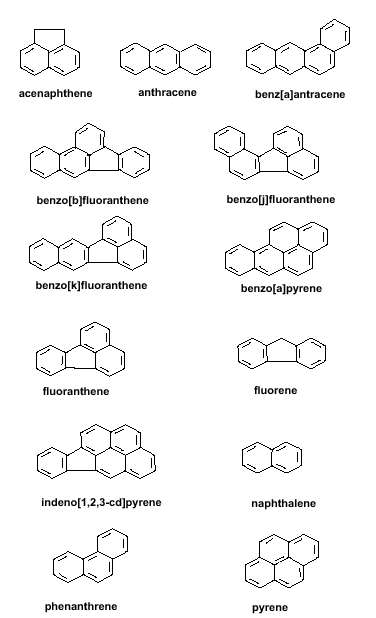 acenaphthene anthracene benz[a]antracene
benzo[b]fluoranthene benzo[j]fluoranthene
benzo[k]fluoranthene benzo[a]pyrene
fluoranthene fluorene
indeno[1,2,3-cd]pyrene naphthalene
phenanthrene pyrene